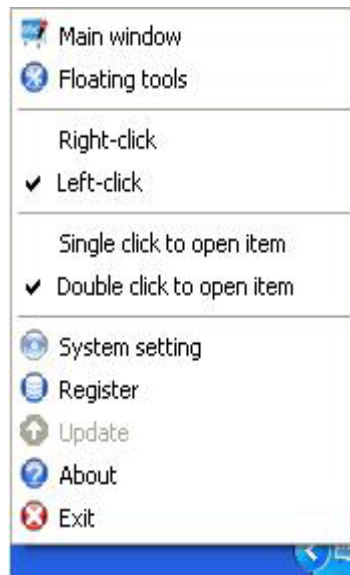 Main window
Floating tools
Right-click
Left-click
Single click to open item
Double click to open item
System setting
Register
Update
About
Exit